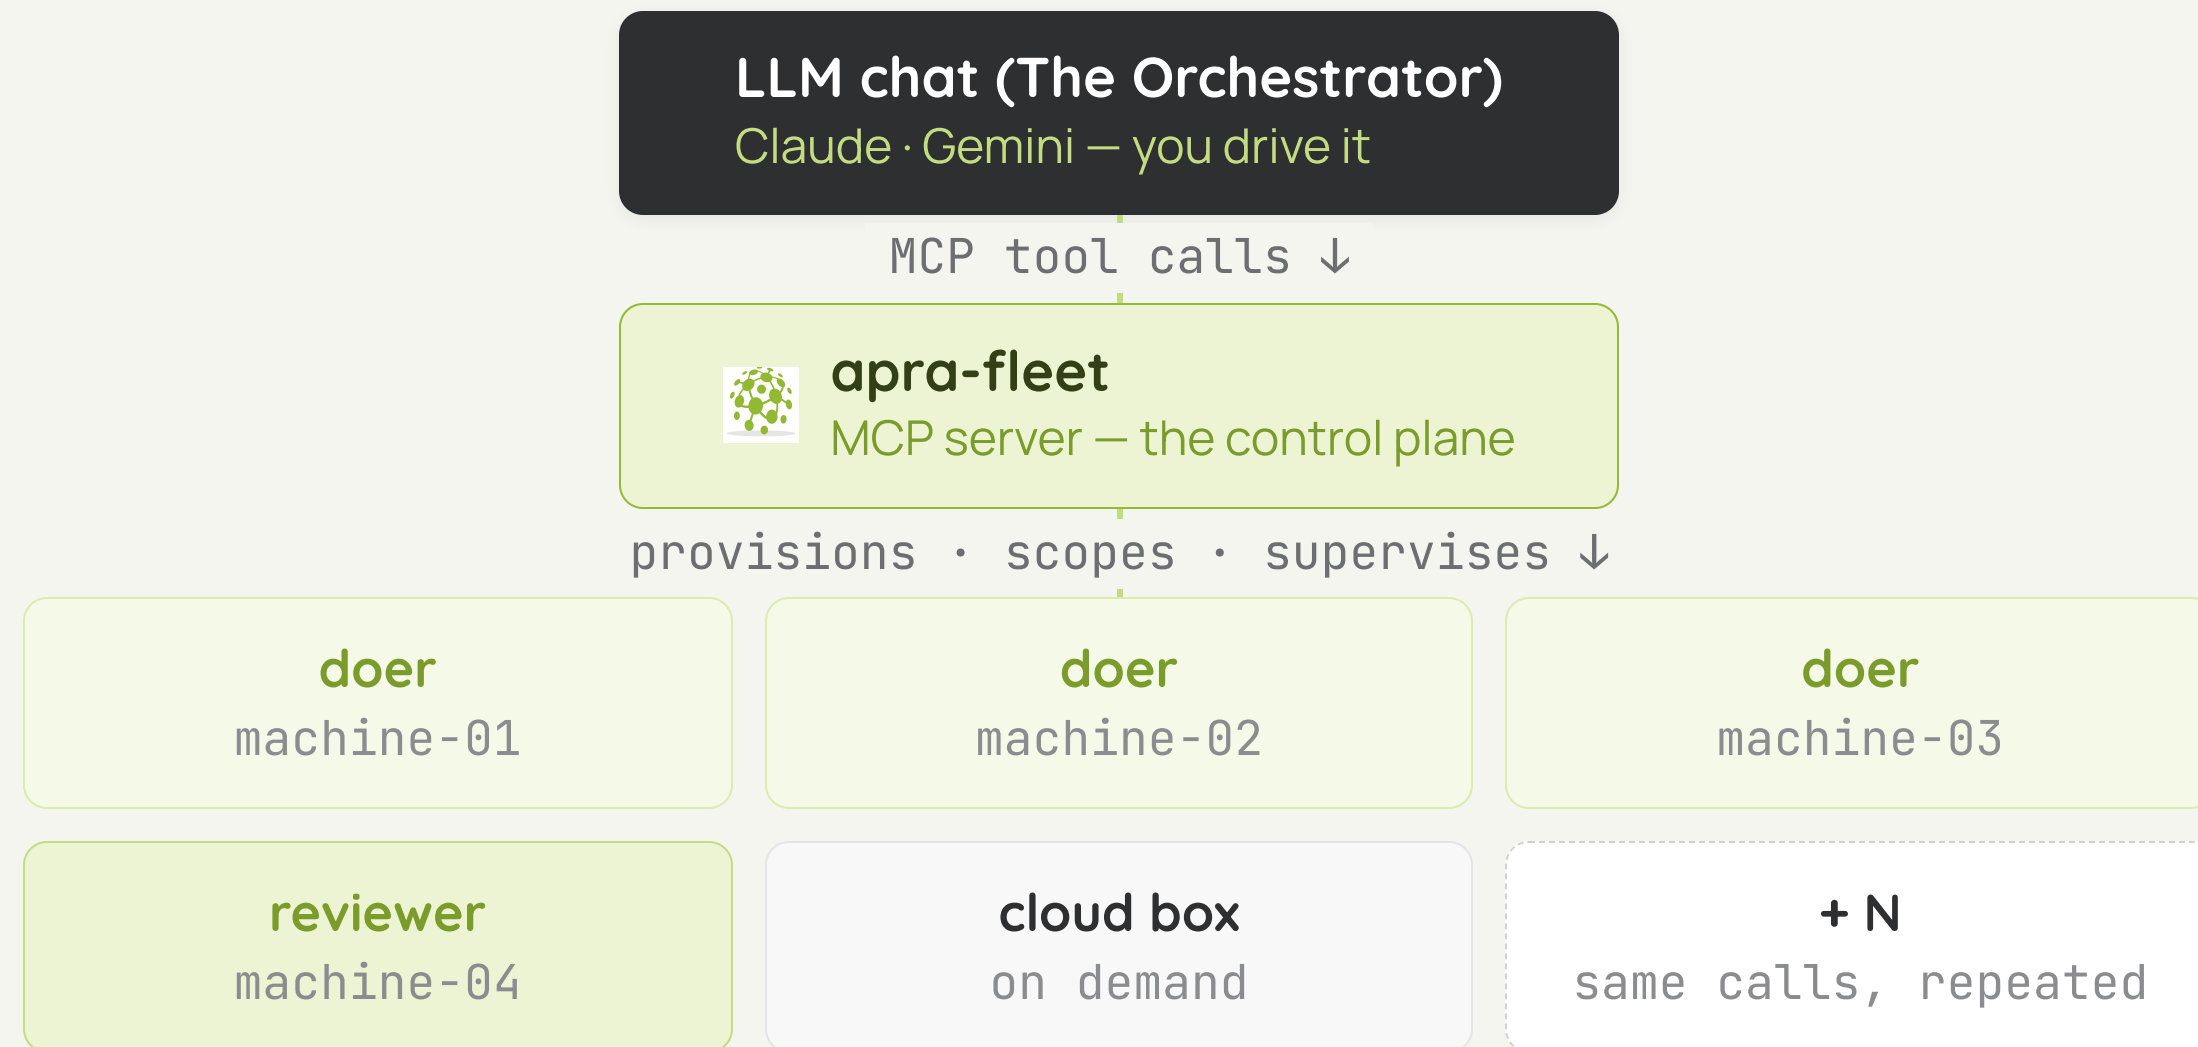 LLM chat (The Orchestrator)
Claude · Gemini — you drive it
MCP tool calls ↓
apra-fleet
MCP server — the control plane
provisions · scopes · supervises ↓
doer
machine-01
doer
machine-02
doer
machine-03
reviewer
machine-04
cloud box
on demand
+ N
same calls, repeated